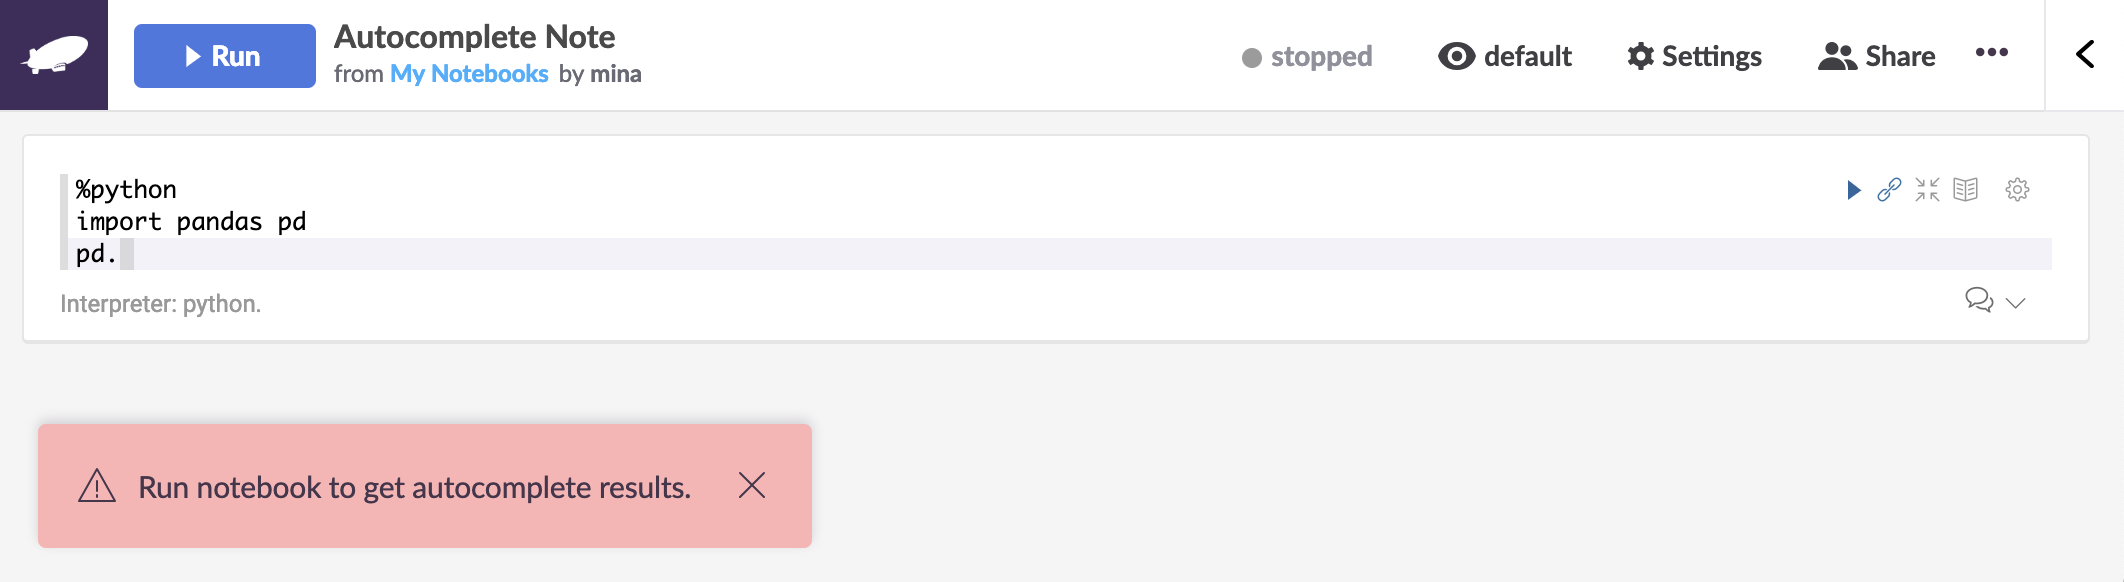 Run
Autocomplete Note
from My Notebooks by mina
stopped
default
Settings
Share
%python
import pandas pd
pd.
Interpreter: python.
Run notebook to get autocomplete results.